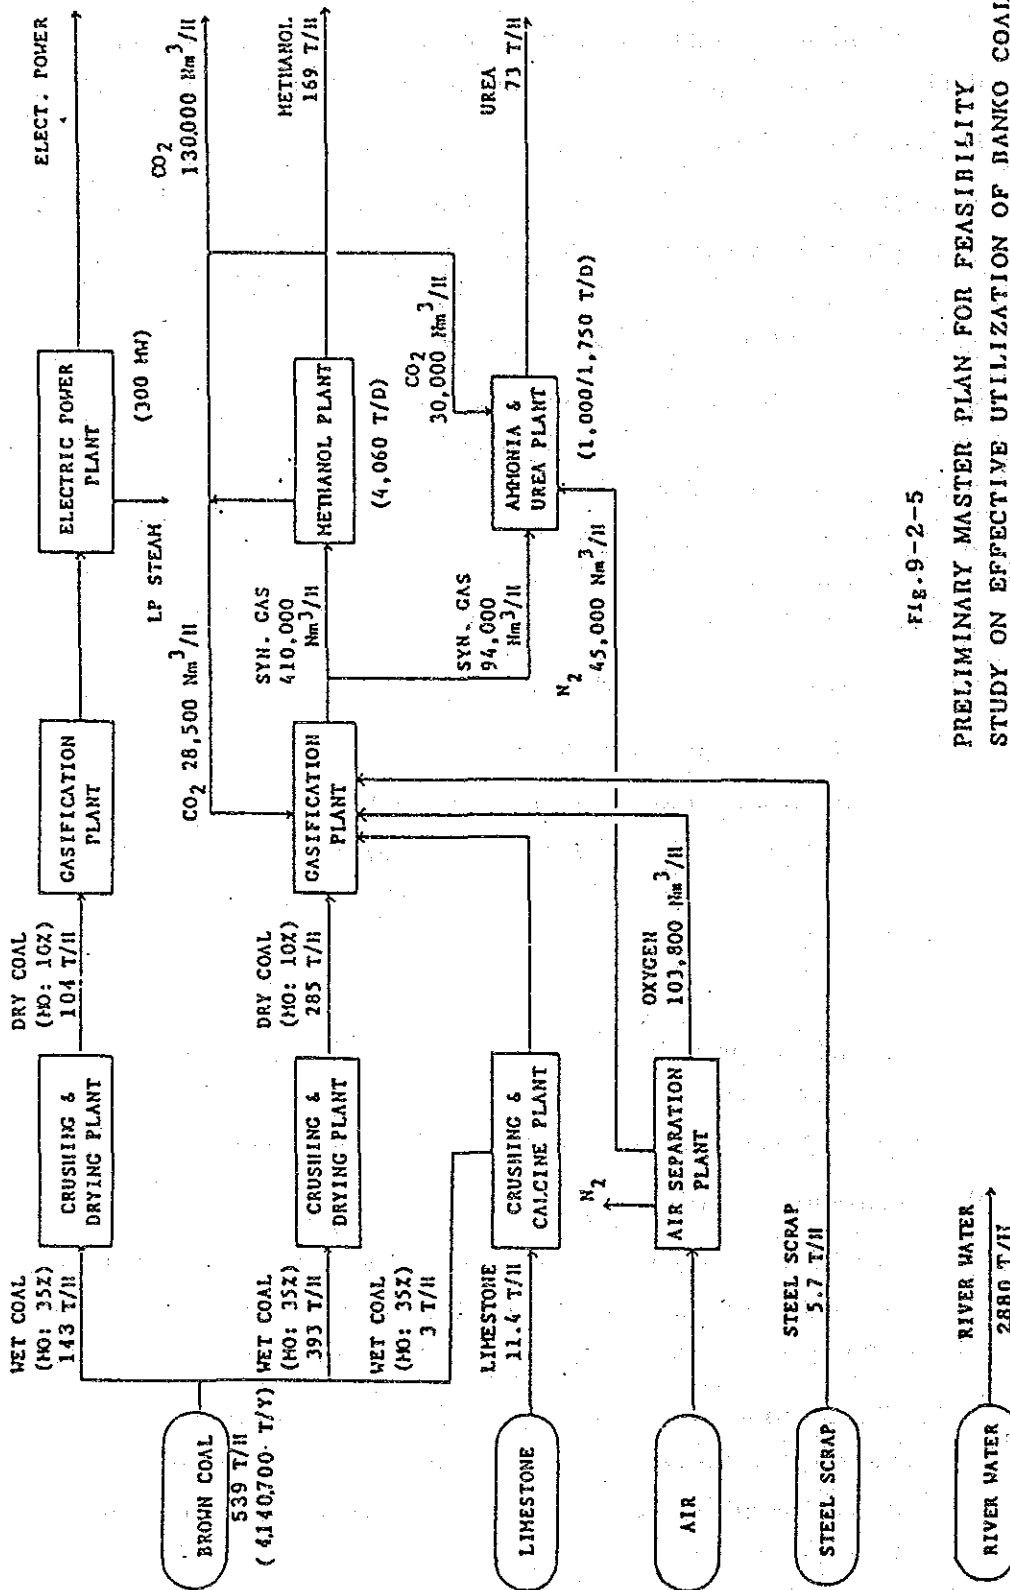 WET COAL
(MO: 35%)
143 T/H
CRUSHING &
DRYING PLANT
DRY COAL
(MO: 10%)
104 T/H
GASIFICATION
PLANT
ELECTRIC POWER
PLANT
(300 MW)
LP STEAM
ELECT. POWER
BROWN COAL
539 T/H
( 4,140,700 T/Y)
WET COAL
(MO: 35%)
393 T/H
CRUSHING &
DRYING PLANT
DRY COAL
(MO: 10%)
285 T/H
CO2 28,500 Nm3/H
GASIFICATION
PLANT
SYN. GAS
410,000
Nm3/H
METHANOL PLANT
(4,060 T/D)
CO2
130,000 Nm3/H
METHANOL
169 T/H
WET COAL
(MO: 35%)
3 T/H
LIMESTONE
LIMESTONE
11.4 T/H
CRUSHING &
CALCINE PLANT
SYN. GAS
94,000
Nm3/H
CO2
30,000 Nm3/H
AMMONIA &
UREA PLANT
(1,000/1,750 T/D)
UREA
73 T/H
AIR
N2
AIR SEPARATION
PLANT
OXYGEN
103,800 Nm3/H
N2
45,000 Nm3/H
STEEL SCRAP
STEEL SCRAP
5.7 T/H
RIVER WATER
RIVER WATER
2880 T/H
Fig.9-2-5
PRELIMINARY MASTER PLAN FOR FEASIBILITY
STUDY ON EFFECTIVE UTILIZATION OF BANKO COAL